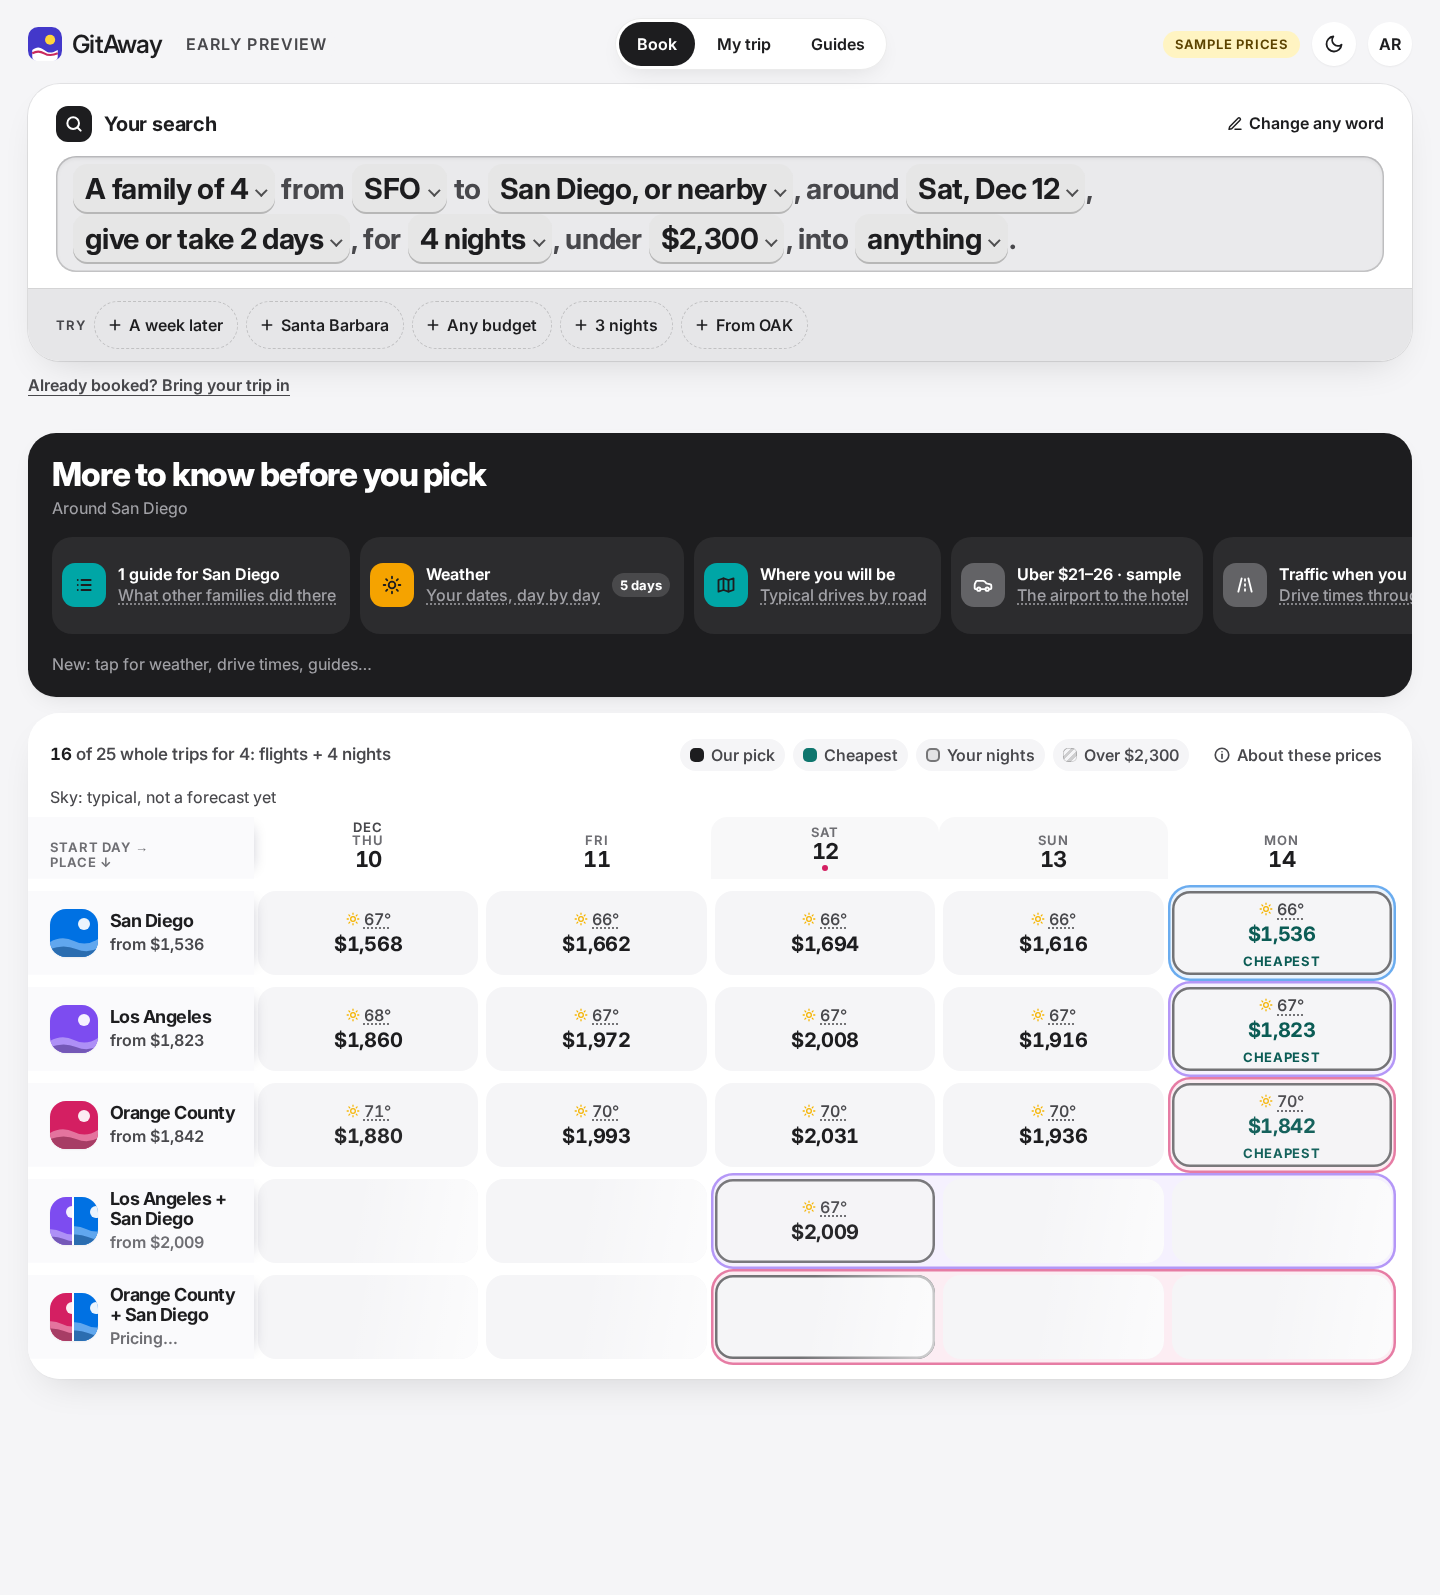 GitAway EARLY PREVIEW Book My trip Guides SAMPLE PRICES AR
Your search Change any word
A family of 4 from SFO to San Diego, or nearby , around Sat, Dec 12 ,
give or take 2 days , for 4 nights , under $2,300 , into anything .
TRY + A week later + Santa Barbara + Any budget + 3 nights + From OAK
Already booked? Bring your trip in
More to know before you pick
Around San Diego
1 guide for San Diego
What other families did there
Weather
Your dates, day by day
5 days
Where you will be
Typical drives by road
Uber $21–26 · sample
The airport to the hotel
Traffic when you
Drive times throug
New: tap for weather, drive times, guides…
16 of 25 whole trips for 4: flights + 4 nights Our pick Cheapest Your nights Over $2,300 About these prices
Sky: typical, not a forecast yet
START DAY →
PLACE ↓
DEC
THU
10
FRI
11
SAT
12
SUN
13
MON
14
San Diego
from $1,536
67° 66° 66° 66° 66°
$1,568 $1,662 $1,694 $1,616 $1,536
CHEAPEST
Los Angeles
from $1,823
68° 67° 67° 67° 67°
$1,860 $1,972 $2,008 $1,916 $1,823
CHEAPEST
Orange County
from $1,842
71° 70° 70° 70° 70°
$1,880 $1,993 $2,031 $1,936 $1,842
CHEAPEST
Los Angeles +
San Diego
from $2,009
67°
$2,009
Orange County
+ San Diego
Pricing…